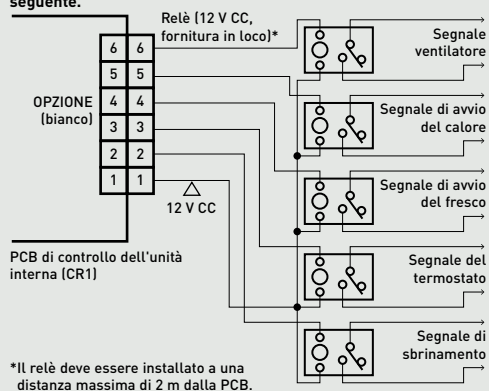 seguente.
Relè (12 V CC,
fornitura in loco)*
Segnale
ventilatore
6 6
5 5
OPZIONE
(bianco)
4 4
3 3
2 2
1 1
Segnale di avvio
del calore
12 V CC
Segnale di avvio
del fresco
PCB di controllo dell'unità
interna (CR1)
Segnale del
termostato
Segnale di
sbrinamento
*Il relè deve essere installato a una
distanza massima di 2 m dalla PCB.